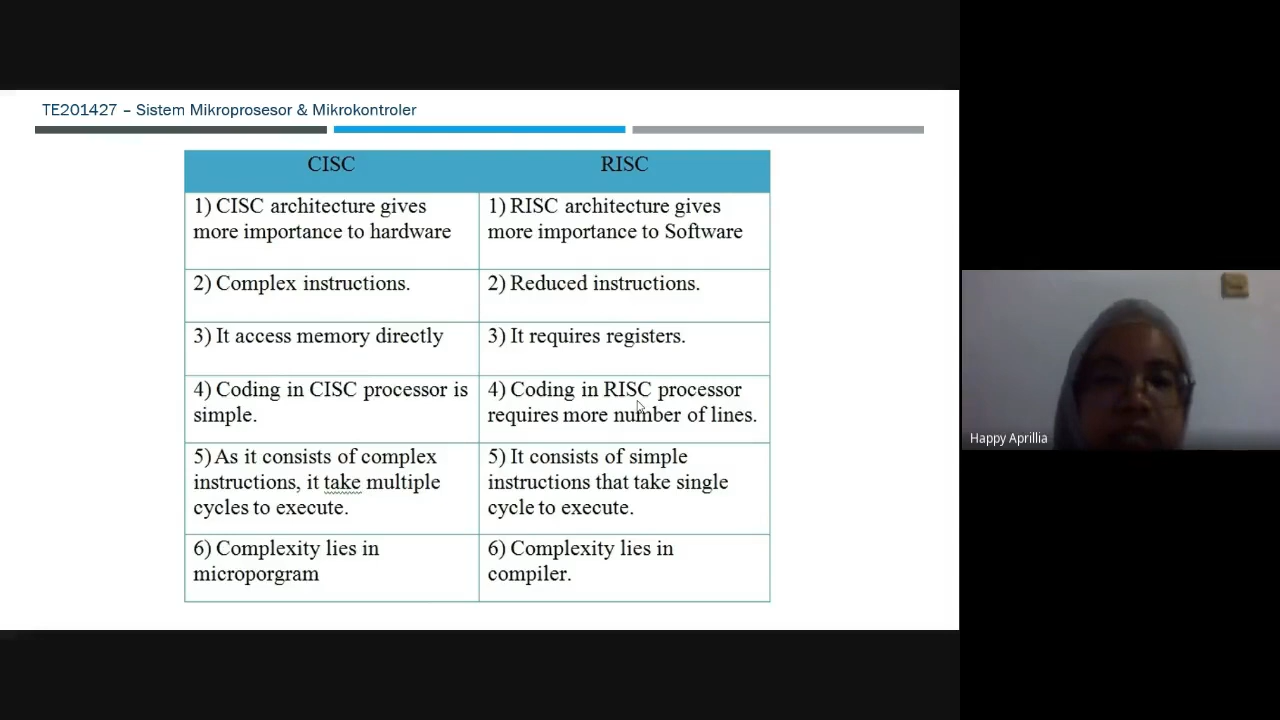 TE201427 – Sistem Mikroprosesor & Mikrokontroler
CISC
RISC
1) CISC architecture gives
more importance to hardware
1) RISC architecture gives
more importance to Software
2) Complex instructions.
2) Reduced instructions.
3) It access memory directly
3) It requires registers.
4) Coding in CISC processor is
simple.
4) Coding in RISC processor
requires more number of lines.
5) As it consists of complex
instructions, it take multiple
cycles to execute.
5) It consists of simple
instructions that take single
cycle to execute.
6) Complexity lies in
microporgram
6) Complexity lies in
compiler.
Happy Aprillia